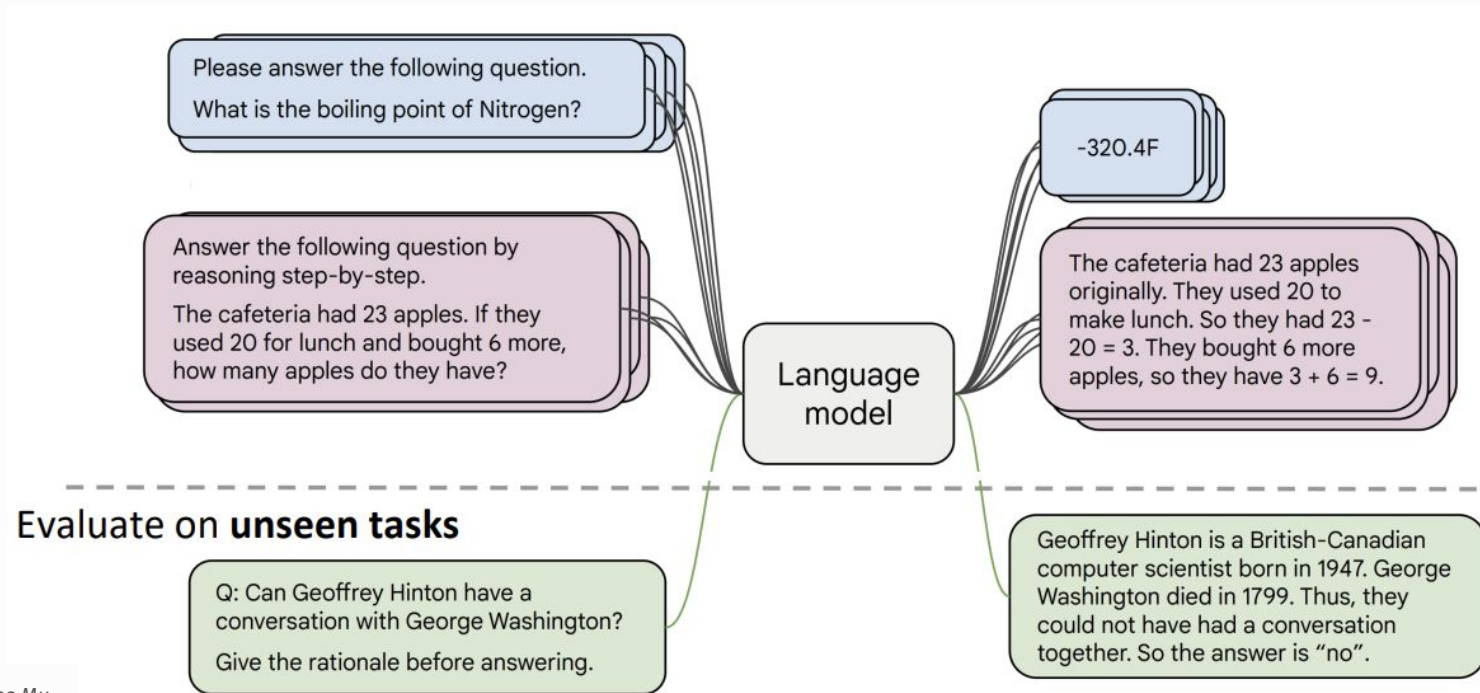 Please answer the following question.
What is the boiling point of Nitrogen?
-320.4F
Answer the following question by
reasoning step-by-step.
The cafeteria had 23 apples. If they
used 20 for lunch and bought 6 more,
how many apples do they have?
Language
model
The cafeteria had 23 apples
originally. They used 20 to
make lunch. So they had 23 -
20 = 3. They bought 6 more
apples, so they have 3 + 6 = 9.
Evaluate on unseen tasks
Q: Can Geoffrey Hinton have a
conversation with George Washington?
Give the rationale before answering.
Geoffrey Hinton is a British-Canadian
computer scientist born in 1947. George
Washington died in 1799. Thus, they
could not have had a conversation
together. So the answer is “no”.